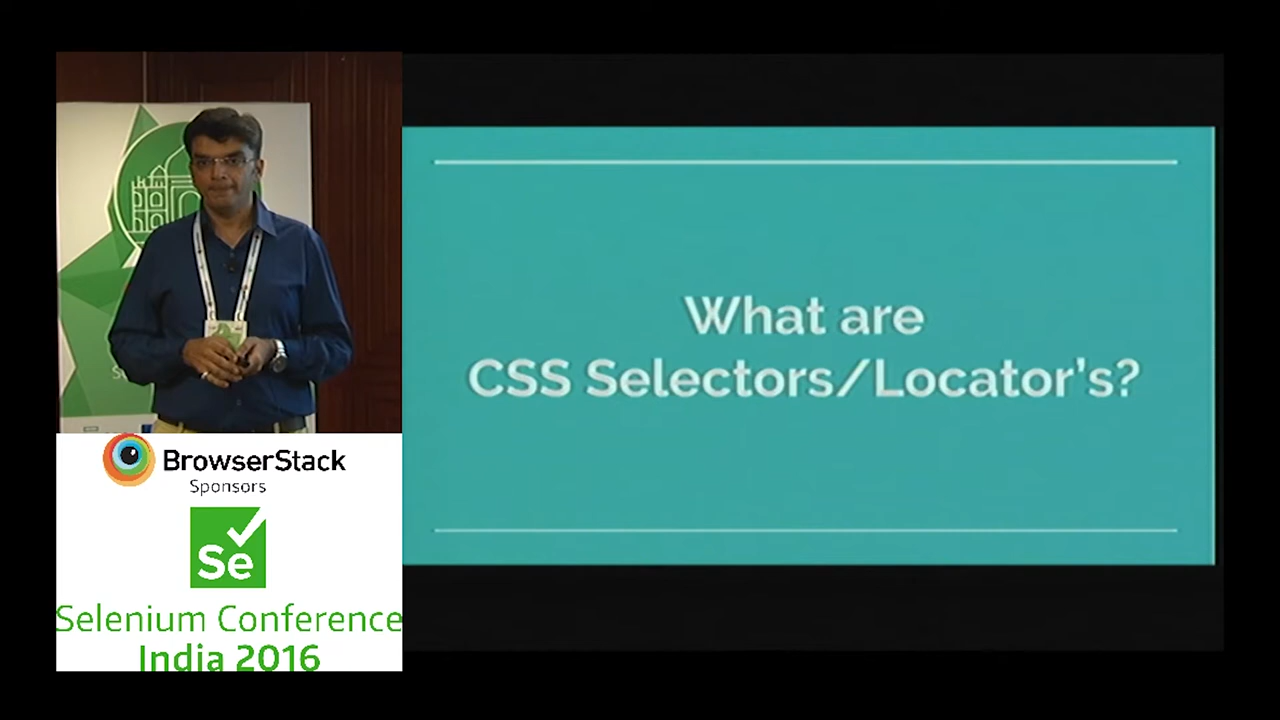 What are
CSS Selectors/Locator's?
BrowserStack
Sponsors
Se
Selenium Conference
India 2016